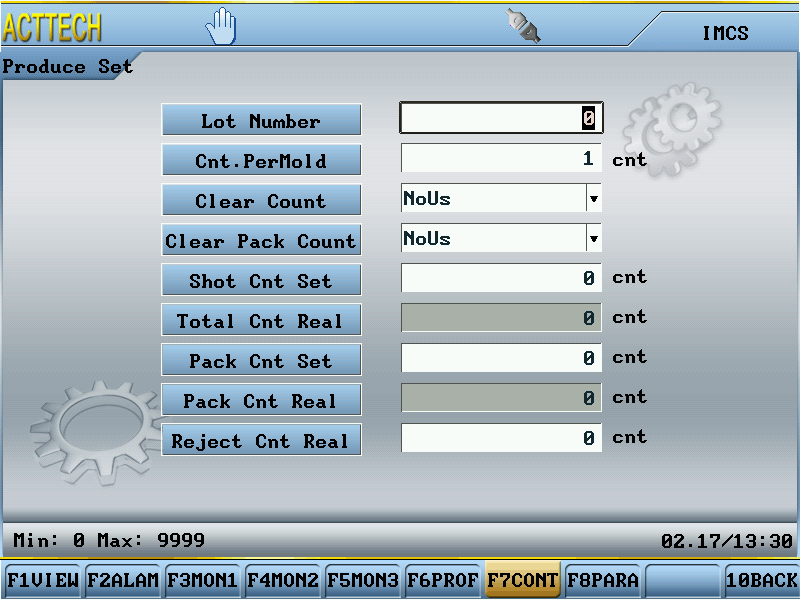 ACTTECH
IMCS
Produce Set
Lot Number 0
Cnt.PerMold 1 cnt
Clear Count NoUs
Clear Pack Count NoUs
Shot Cnt Set 0 cnt
Total Cnt Real 0 cnt
Pack Cnt Set 0 cnt
Pack Cnt Real 0 cnt
Reject Cnt Real 0 cnt
Min: 0 Max: 9999 02.17/13:30
F1VIEW F2ALAM F3MON1 F4MON2 F5MON3 F6PROF F7CONT F8PARA 10BACK